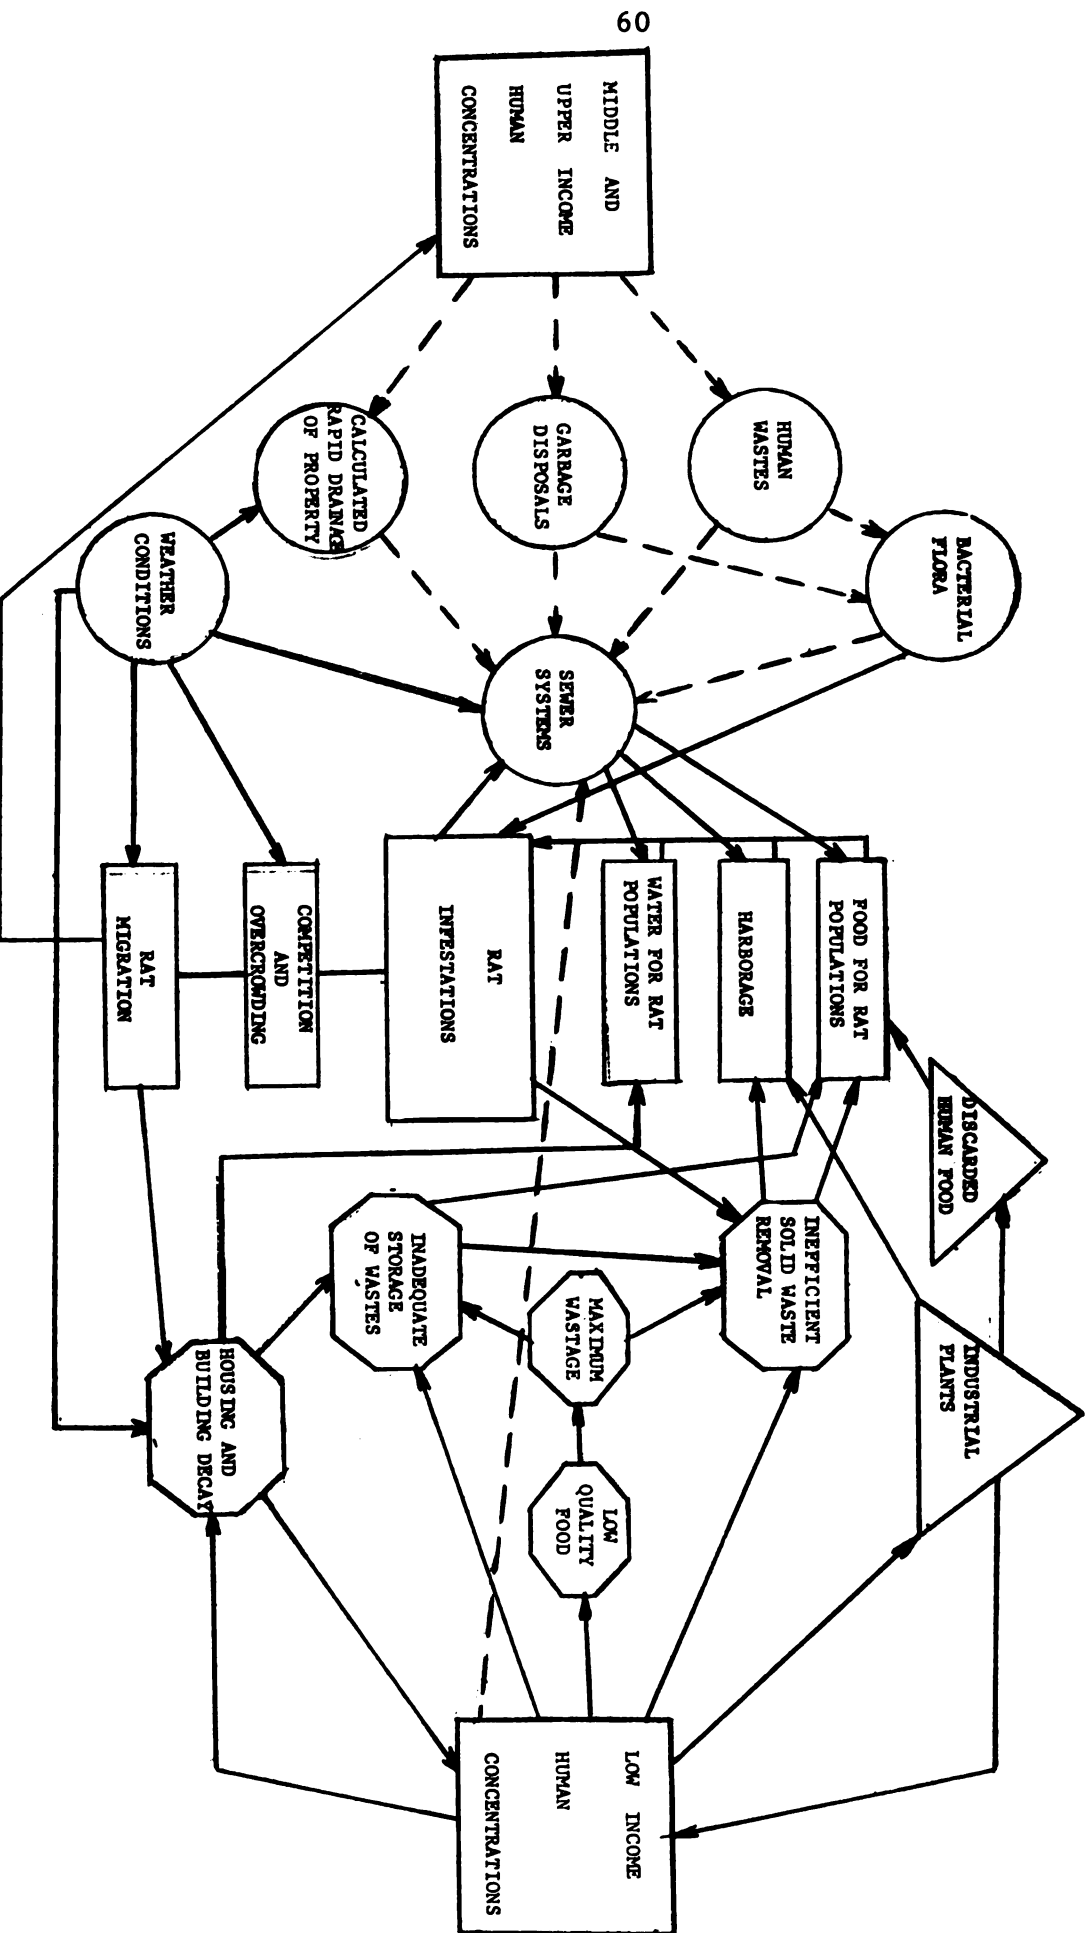 60
MIDDLE AND
UPPER INCOME
HUMAN
CONCENTRATIONS
HUMAN
WASTES
GARBAGE
DISPOSALS
CALCULATED
RAPID DRAINAGE
OF PROPERTY
BACTERIAL
FLORA
WEATHER
CONDITIONS
SEWER
SYSTEMS
FOOD FOR RAT
POPULATIONS
HARBORAGE
WATER FOR RAT
POPULATIONS
RAT
INFESTATIONS
COMPETITION
AND
OVERCROWDING
RAT
MIGRATION
DISCARDED
HUMAN FOOD
INEFFICIENT
SOLID WASTE
REMOVAL
INADEQUATE
STORAGE
OF WASTES
MAXIMUM
WASTAGE
INDUSTRIAL
PLANTS
HOUSING AND
BUILDING DECAY
LOW
QUALITY
FOOD
LOW INCOME
HUMAN
CONCENTRATIONS